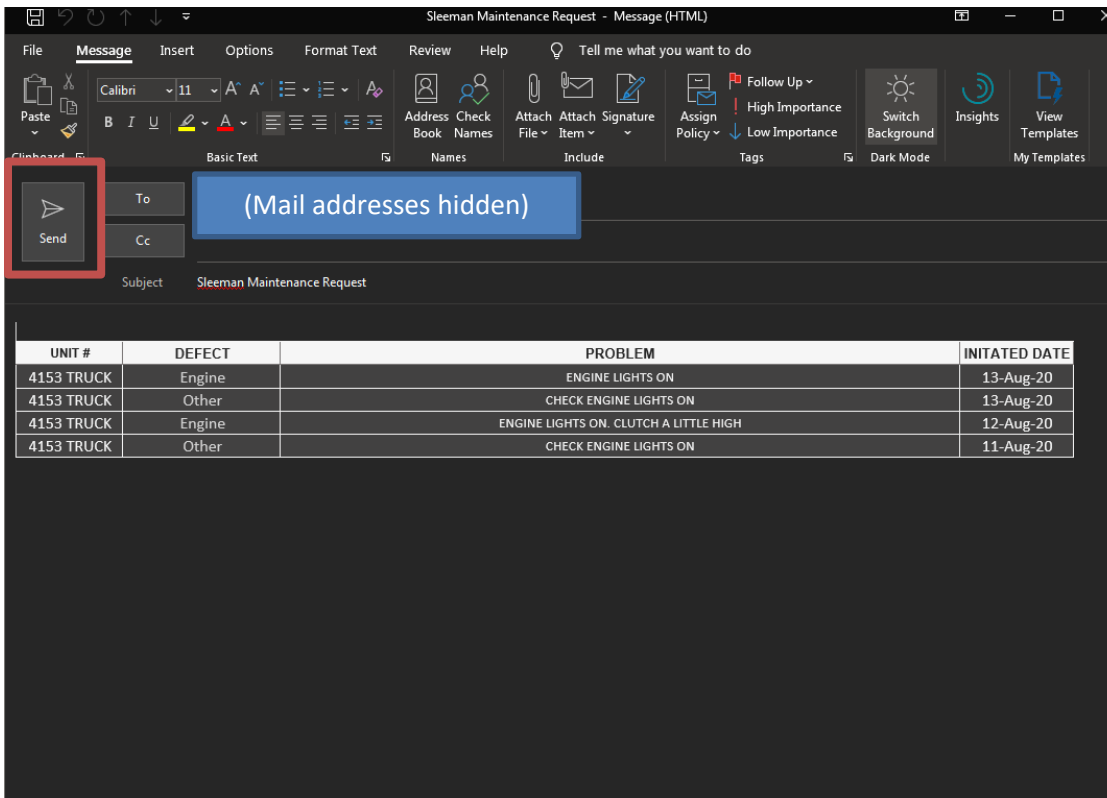 Sleeman Maintenance Request - Message (HTML)
File Message Insert Options Format Text Review Help Tell me what you want to do
Calibri 11
Follow Up
High Importance
Low Importance
Paste
B I U
Address Book
Check Names
Attach File
Attach Item
Signature
Assign Policy
Switch Background
Insights
View Templates
Clipboard Basic Text Names Include Tags Dark Mode My Templates
Send
To
(Mail addresses hidden)
Cc
Subject Sleeman Maintenance Request
UNIT # DEFECT PROBLEM INITATED DATE
4153 TRUCK Engine ENGINE LIGHTS ON 13-Aug-20
4153 TRUCK Other CHECK ENGINE LIGHTS ON 13-Aug-20
4153 TRUCK Engine ENGINE LIGHTS ON. CLUTCH A LITTLE HIGH 12-Aug-20
4153 TRUCK Other CHECK ENGINE LIGHTS ON 11-Aug-20